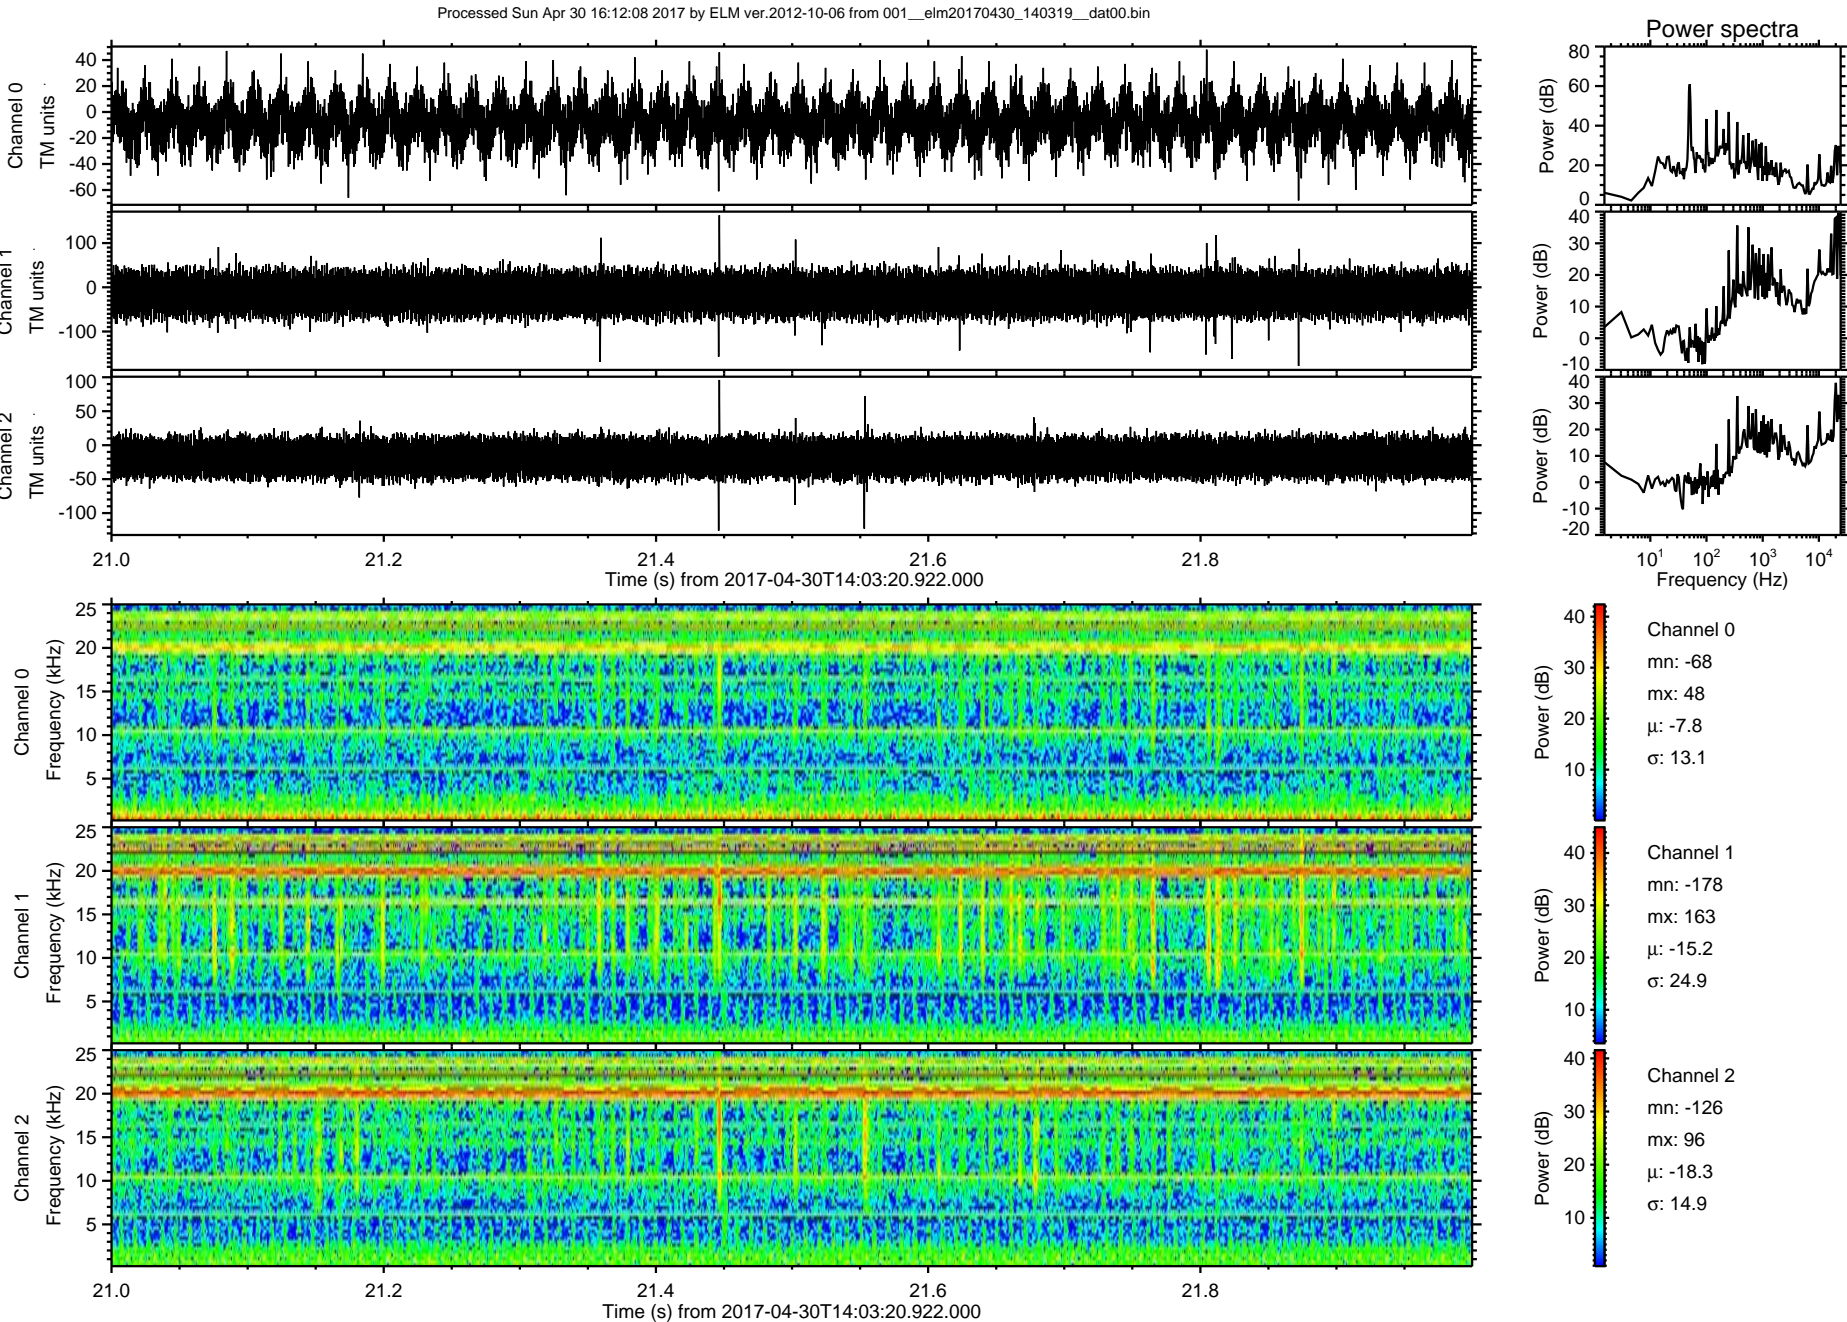 Processed Sun Apr 30 16:12:08 2017 by ELM ver.2012-10-06 from 001__elm20170430_140319__dat00.bin
Power spectra
Channel 0
TM units
40
20
0
-20
-40
-60
Power (dB)
80
60
40
20
0
Channel 1
TM units
100
0
-100
Power (dB)
40
30
20
10
0
-10
Channel 2
TM units
100
50
0
-50
-100
Power (dB)
40
30
20
10
0
-10
-20
21.0 21.2 21.4 21.6 21.8
Time (s) from 2017-04-30T14:03:20.922.000
10¹ 10² 10³ 10⁴
Frequency (Hz)
Channel 0
Frequency (kHz)
25
20
15
10
5
Power (dB)
40
30
20
10
Channel 0
mn: -68
mx: 48
μ: -7.8
σ: 13.1
Channel 1
Frequency (kHz)
25
20
15
10
5
Power (dB)
40
30
20
10
Channel 1
mn: -178
mx: 163
μ: -15.2
σ: 24.9
Channel 2
Frequency (kHz)
25
20
15
10
5
Power (dB)
40
30
20
10
Channel 2
mn: -126
mx: 96
μ: -18.3
σ: 14.9
21.0 21.2 21.4 21.6 21.8
Time (s) from 2017-04-30T14:03:20.922.000